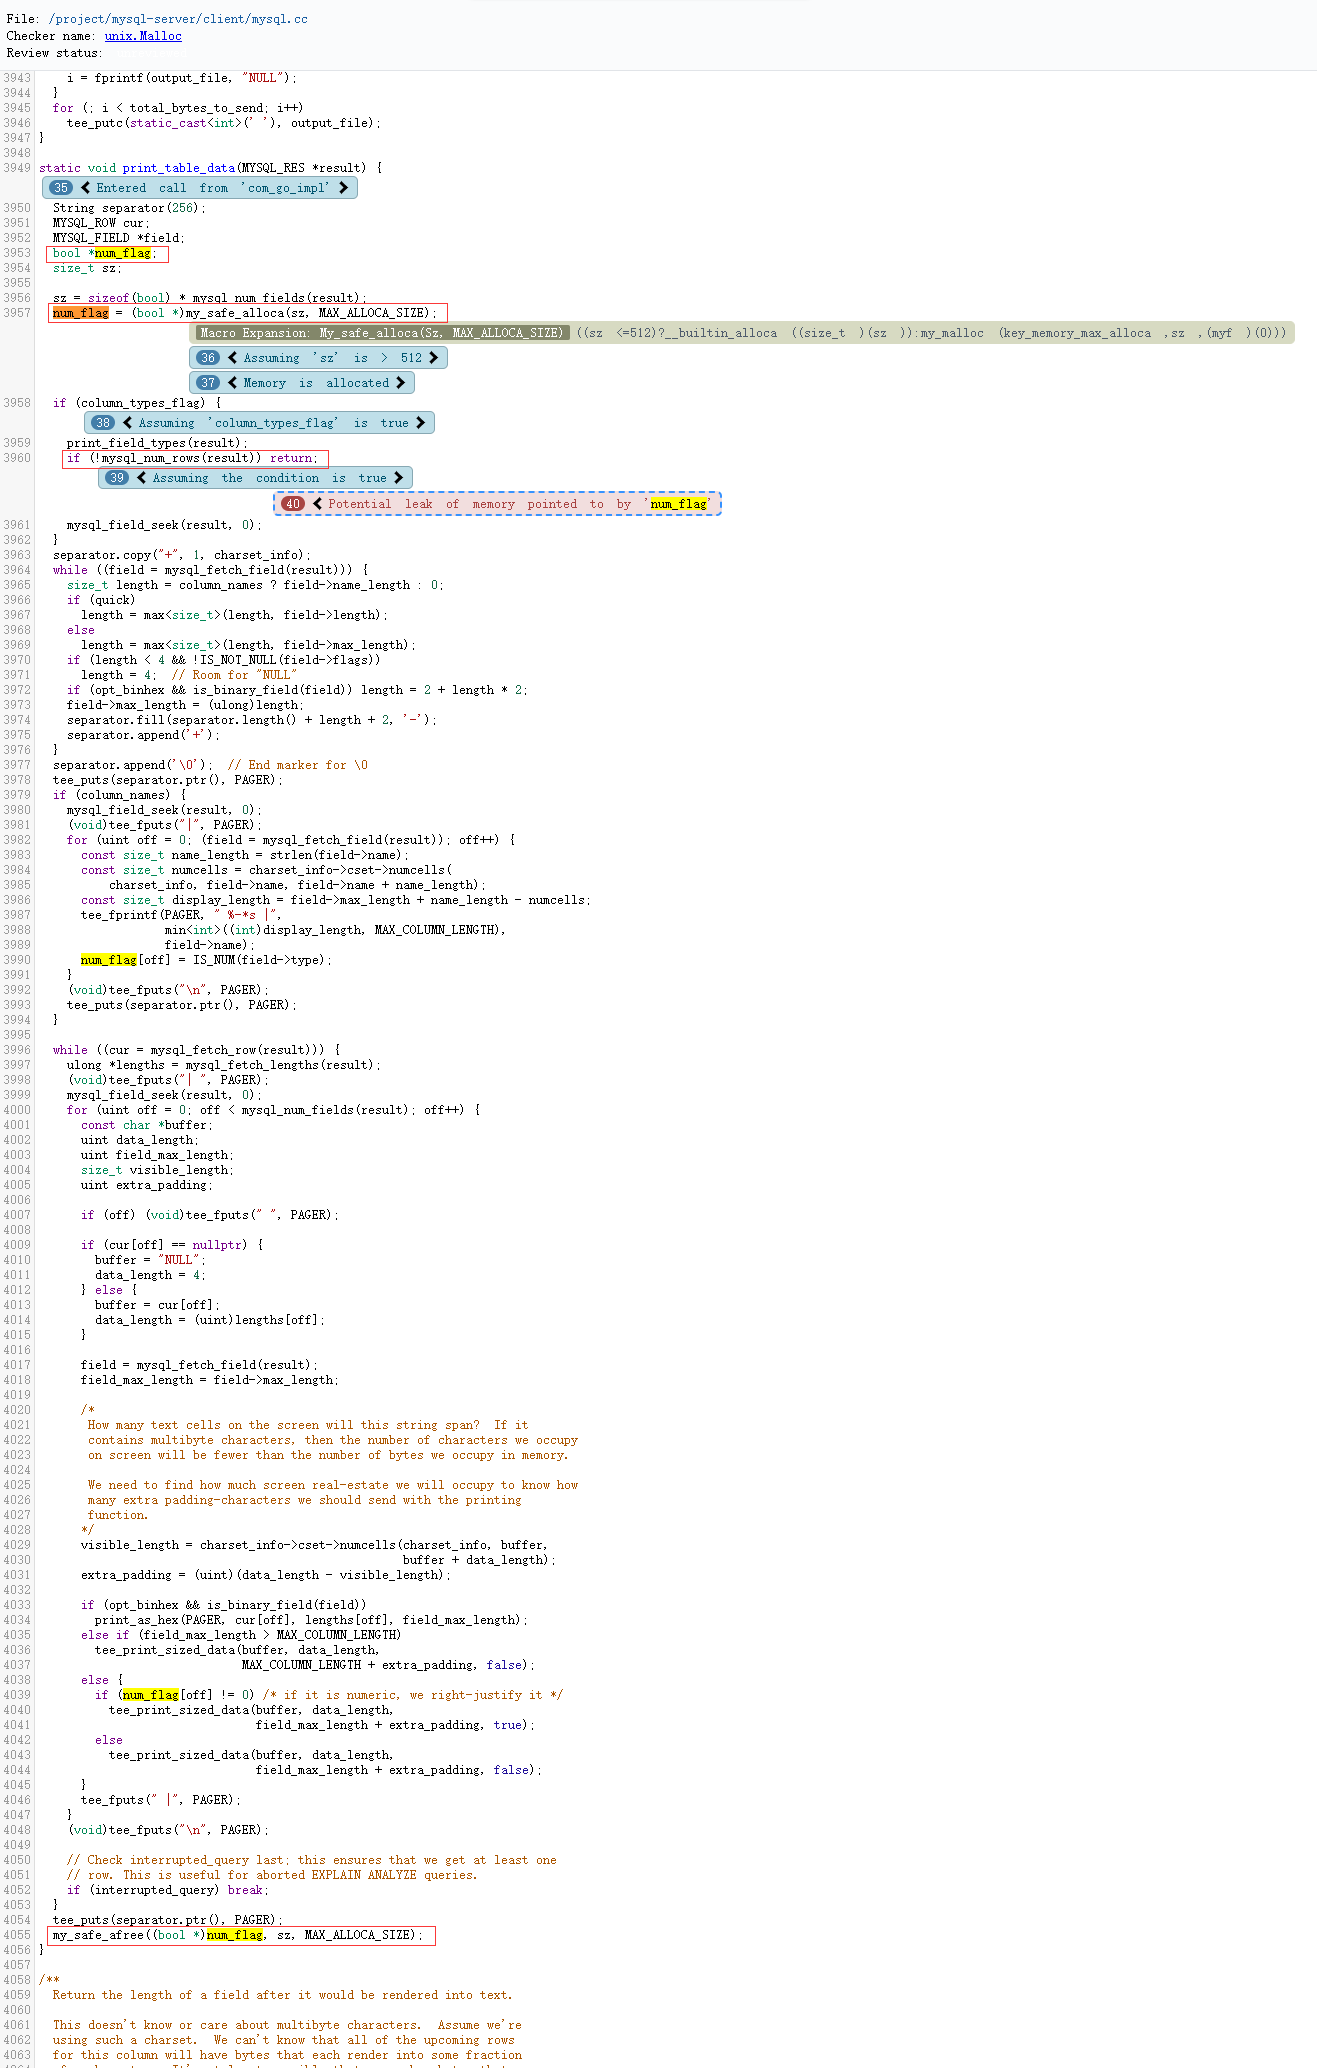 File: /project/mysql-server/client/mysql.cc
Checker name: unix.Malloc
Review status:
3943     i = fprintf(output_file, "NULL");
3944   }
3945   for (; i < total_bytes_to_send; i++)
3946     tee_putc(static_cast<int>(' '), output_file);
3947 }
3948
3949 static void print_table_data(MYSQL_RES *result) {
35 Entered call from 'com_go_impl'
3950   String separator(256);
3951   MYSQL_ROW cur;
3952   MYSQL_FIELD *field;
3953   bool *num_flag;
3954   size_t sz;
3955
3956   sz = sizeof(bool) * mysql_num_fields(result);
3957   num_flag = (bool *)my_safe_alloca(sz, MAX_ALLOCA_SIZE);
Macro Expansion: My_safe_alloca(Sz, MAX_ALLOCA_SIZE) ((sz <=512)?__builtin_alloca ((size_t )(sz )):my_malloc (key_memory_max_alloca ,sz ,(myf )(0)))
36 Assuming 'sz' is > 512
37 Memory is allocated
3958   if (column_types_flag) {
38 Assuming 'column_types_flag' is true
3959     print_field_types(result);
3960     if (!mysql_num_rows(result)) return;
39 Assuming the condition is true
40 Potential leak of memory pointed to by 'num_flag'
3961     mysql_field_seek(result, 0);
3962   }
3963   separator.copy("+", 1, charset_info);
3964   while ((field = mysql_fetch_field(result))) {
3965     size_t length = column_names ? field->name_length : 0;
3966     if (quick)
3967       length = max<size_t>(length, field->length);
3968     else
3969       length = max<size_t>(length, field->max_length);
3970     if (length < 4 && !IS_NOT_NULL(field->flags))
3971       length = 4;  // Room for "NULL"
3972     if (opt_binhex && is_binary_field(field)) length = 2 + length * 2;
3973     field->max_length = (ulong)length;
3974     separator.fill(separator.length() + length + 2, '-');
3975     separator.append('+');
3976   }
3977   separator.append('\0');  // End marker for \0
3978   tee_puts(separator.ptr(), PAGER);
3979   if (column_names) {
3980     mysql_field_seek(result, 0);
3981     (void)tee_fputs("|", PAGER);
3982     for (uint off = 0; (field = mysql_fetch_field(result)); off++) {
3983       const size_t name_length = strlen(field->name);
3984       const size_t numcells = charset_info->cset->numcells(
3985           charset_info, field->name, field->name + name_length);
3986       const size_t display_length = field->max_length + name_length - numcells;
3987       tee_fprintf(PAGER, " %-*s |",
3988                   min<int>((int)display_length, MAX_COLUMN_LENGTH),
3989                   field->name);
3990       num_flag[off] = IS_NUM(field->type);
3991     }
3992     (void)tee_fputs("\n", PAGER);
3993     tee_puts(separator.ptr(), PAGER);
3994   }
3995
3996   while ((cur = mysql_fetch_row(result))) {
3997     ulong *lengths = mysql_fetch_lengths(result);
3998     (void)tee_fputs("| ", PAGER);
3999     mysql_field_seek(result, 0);
4000     for (uint off = 0; off < mysql_num_fields(result); off++) {
4001       const char *buffer;
4002       uint data_length;
4003       uint field_max_length;
4004       size_t visible_length;
4005       uint extra_padding;
4006
4007       if (off) (void)tee_fputs(" ", PAGER);
4008
4009       if (cur[off] == nullptr) {
4010         buffer = "NULL";
4011         data_length = 4;
4012       } else {
4013         buffer = cur[off];
4014         data_length = (uint)lengths[off];
4015       }
4016
4017       field = mysql_fetch_field(result);
4018       field_max_length = field->max_length;
4019
4020       /*
4021        How many text cells on the screen will this string span?  If it
4022        contains multibyte characters, then the number of characters we occupy
4023        on screen will be fewer than the number of bytes we occupy in memory.
4024
4025        We need to find how much screen real-estate we will occupy to know how
4026        many extra padding-characters we should send with the printing
4027        function.
4028       */
4029       visible_length = charset_info->cset->numcells(charset_info, buffer,
4030                                                     buffer + data_length);
4031       extra_padding = (uint)(data_length - visible_length);
4032
4033       if (opt_binhex && is_binary_field(field))
4034         print_as_hex(PAGER, cur[off], lengths[off], field_max_length);
4035       else if (field_max_length > MAX_COLUMN_LENGTH)
4036         tee_print_sized_data(buffer, data_length,
4037                              MAX_COLUMN_LENGTH + extra_padding, false);
4038       else {
4039         if (num_flag[off] != 0) /* if it is numeric, we right-justify it */
4040           tee_print_sized_data(buffer, data_length,
4041                                field_max_length + extra_padding, true);
4042         else
4043           tee_print_sized_data(buffer, data_length,
4044                                field_max_length + extra_padding, false);
4045       }
4046       tee_fputs(" |", PAGER);
4047     }
4048     (void)tee_fputs("\n", PAGER);
4049
4050     // Check interrupted_query last; this ensures that we get at least one
4051     // row. This is useful for aborted EXPLAIN ANALYZE queries.
4052     if (interrupted_query) break;
4053   }
4054   tee_puts(separator.ptr(), PAGER);
4055   my_safe_afree((bool *)num_flag, sz, MAX_ALLOCA_SIZE);
4056 }
4057
4058 /**
4059   Return the length of a field after it would be rendered into text.
4060
4061   This doesn't know or care about multibyte characters.  Assume we're
4062   using such a charset.  We can't know that all of the upcoming rows
4063   for this column will have bytes that each render into some fraction